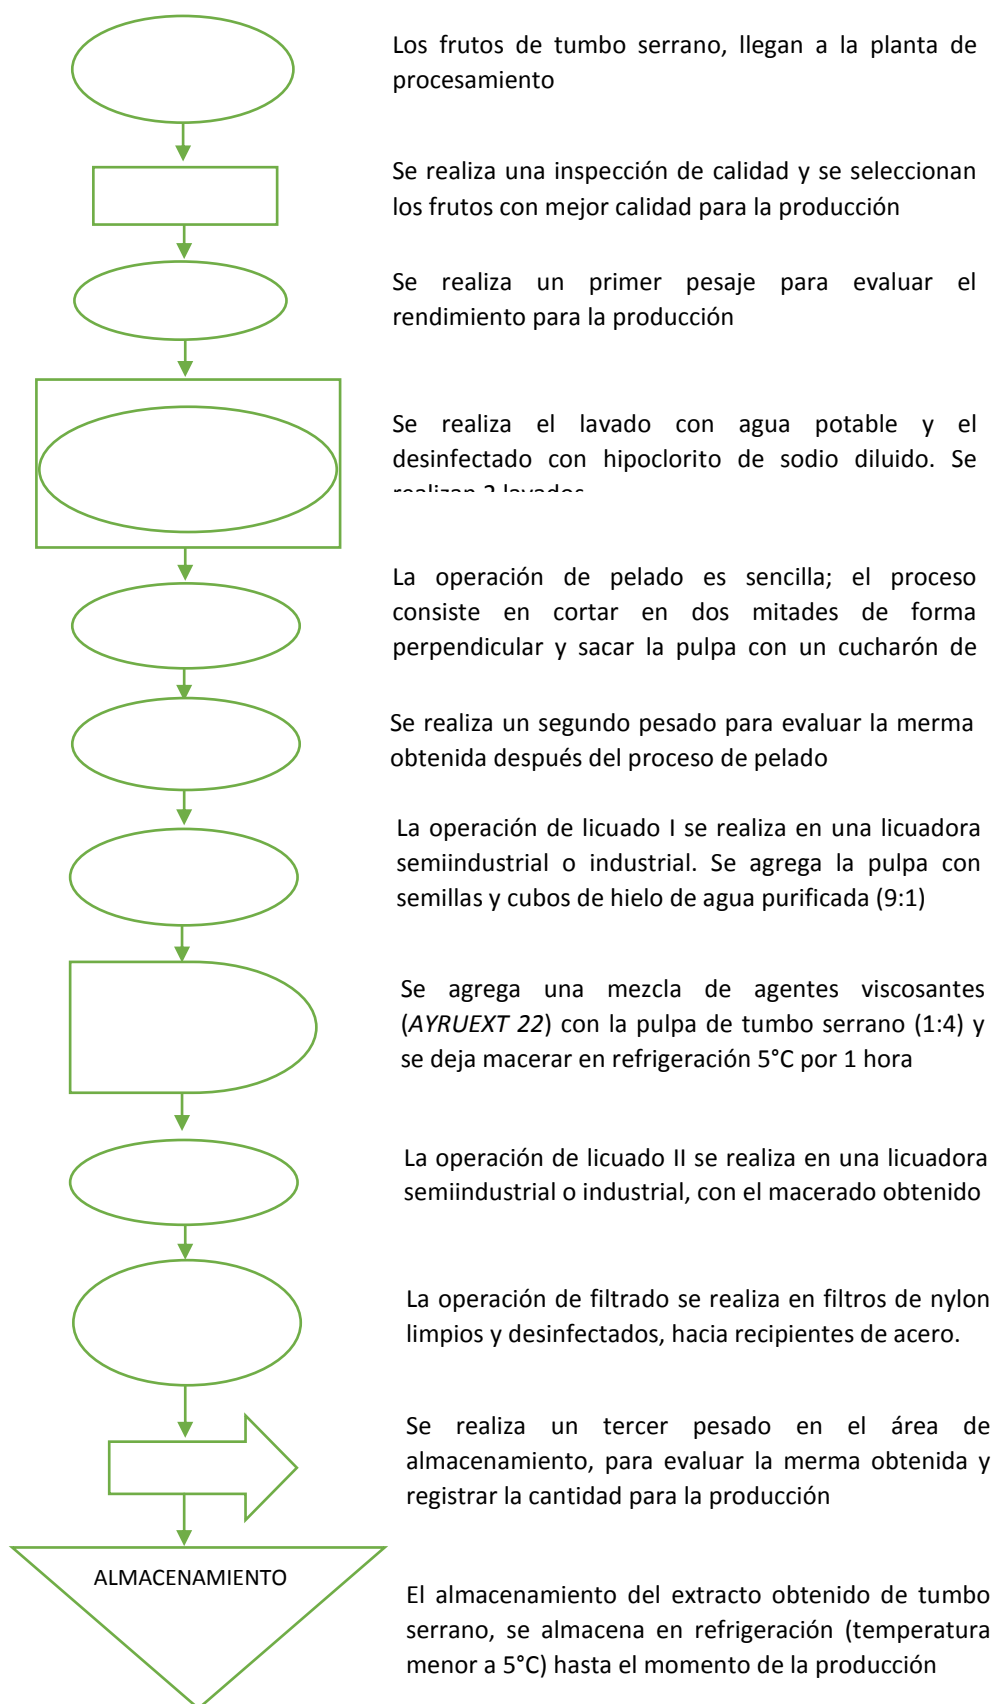 Los frutos de tumbo serrano, llegan a la planta de
procesamiento
Se realiza una inspección de calidad y se seleccionan
los frutos con mejor calidad para la producción
Se realiza un primer pesaje para evaluar el
rendimiento para la producción
Se realiza el lavado con agua potable y el
desinfectado con hipoclorito de sodio diluido. Se
realizan lavados
La operación de pelado es sencilla; el proceso
consiste en cortar en dos mitades de forma
perpendicular y sacar la pulpa con un cucharón de
Se realiza un segundo pesado para evaluar la merma
obtenida después del proceso de pelado
La operación de licuado I se realiza en una licuadora
semiindustrial o industrial. Se agrega la pulpa con
semillas y cubos de hielo de agua purificada (9:1)
Se agrega una mezcla de agentes viscosantes
(AYRUEXT 22) con la pulpa de tumbo serrano (1:4) y
se deja macerar en refrigeración 5°C por 1 hora
La operación de licuado II se realiza en una licuadora
semiindustrial o industrial, con el macerado obtenido
La operación de filtrado se realiza en filtros de nylon
limpios y desinfectados, hacia recipientes de acero.
Se realiza un tercer pesado en el área de
almacenamiento, para evaluar la merma obtenida y
registrar la cantidad para la producción
ALMACENAMIENTO
El almacenamiento del extracto obtenido de tumbo
serrano, se almacena en refrigeración (temperatura
menor a 5°C) hasta el momento de la producción